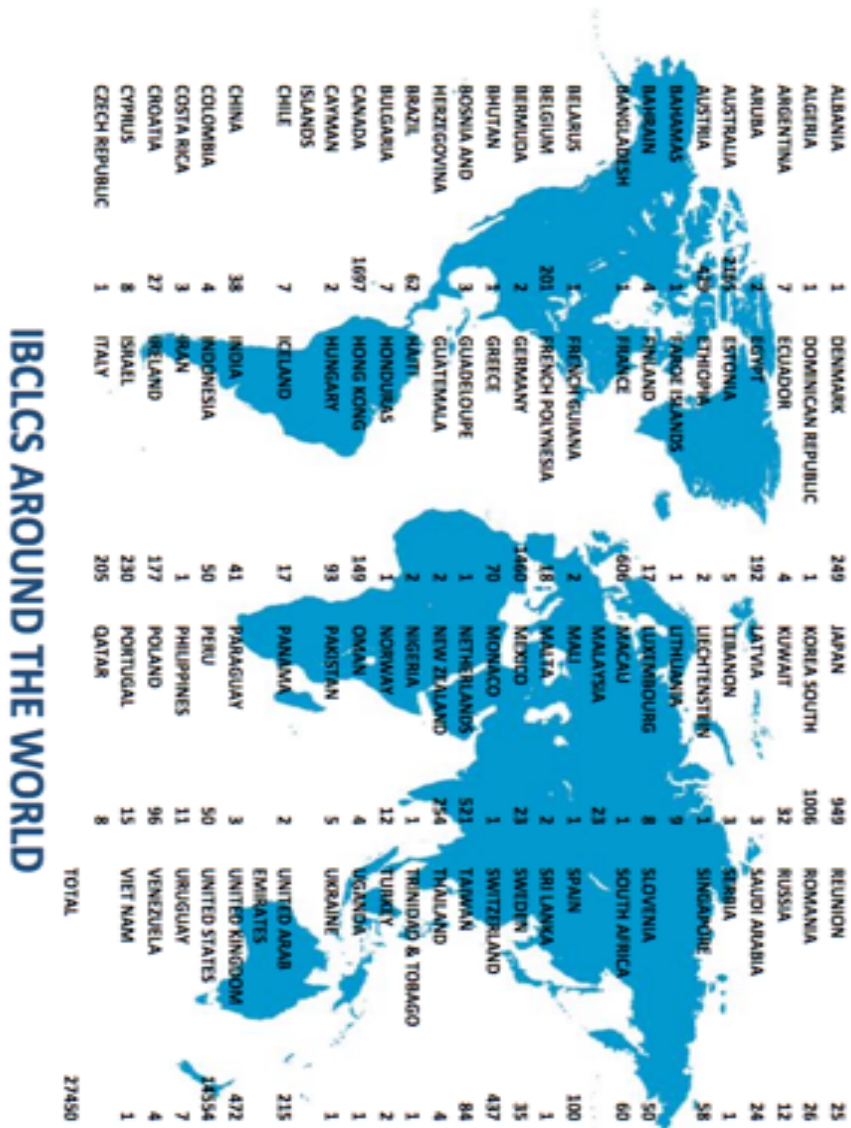 ALBANIA 1 DENMARK 249 JAPAN 949 REUNION 25
ALGERIA 1 DOMINICAN REPUBLIC 1 KOREA SOUTH 1006 ROMANIA 26
ARGENTINA 7 ECUADOR 4 KUWAIT 32 RUSSIA 12
ARUBA 2 EGYPT 192 LATVIA 3 SAUDI ARABIA 24
AUSTRALIA ESTONIA 5 LEBANON 3 SERBIA 1
AUSTRIA 429 ETHIOPIA 2 LIECHTENSTEIN 1 SINGAPORE 58
BAHAMAS 1 FAROE ISLANDS 1 LITHUANIA 9
BAHRAIN 4 FINLAND 17 LUXEMBOURG 8 SLOVENIA 50
BANGLADESH 1 FRANCE 606 MACAU 1 SOUTH AFRICA 60
MALAYSIA 23
BELARUS 1 FRENCH GUIANA 2 MALI 1 SPAIN 100
BELGIUM 201 FRENCH POLYNESIA 18 MALTA 2 SRI LANKA 1
BERMUDA 2 GERMANY 1460 MEXICO 23 SWEDEN 35
BHUTAN 1 GREECE 70 MONACO 1 SWITZERLAND 437
BOSNIA AND 3 GUADELOUPE 1 NETHERLANDS 521 TAIWAN 84
HERZEGOVINA GUATEMALA 2 NEW ZEALAND 254 THAILAND 4
BRAZIL 62 HAITI 2 NIGERIA 1 TRINIDAD & TOBAGO 1
BULGARIA 7 HONDURAS 1 NORWAY 12 TURKEY 2
CANADA 1697 HONG KONG 149 OMAN 4 UGANDA 1
CAYMAN 2 HUNGARY 93 PAKISTAN 5 UKRAINE 1
ISLANDS
CHILE 7 ICELAND 17 PANAMA 2 UNITED ARAB 215
EMIRATES
CHINA 38 INDIA 41 PARAGUAY 3 UNITED KINGDOM 472
COLOMBIA 4 INDONESIA 50 PERU 50 UNITED STATES 14554
COSTA RICA 3 IRAN 1 PHILIPPINES 11 URUGUAY 7
CROATIA 27 IRELAND 177 POLAND 96 VENEZUELA 4
CYPRUS 8 ISRAEL 230 PORTUGAL 15 VIET NAM 1
CZECH REPUBLIC 1 ITALY 205 QATAR 8
TOTAL 27450
IBCLCS AROUND THE WORLD